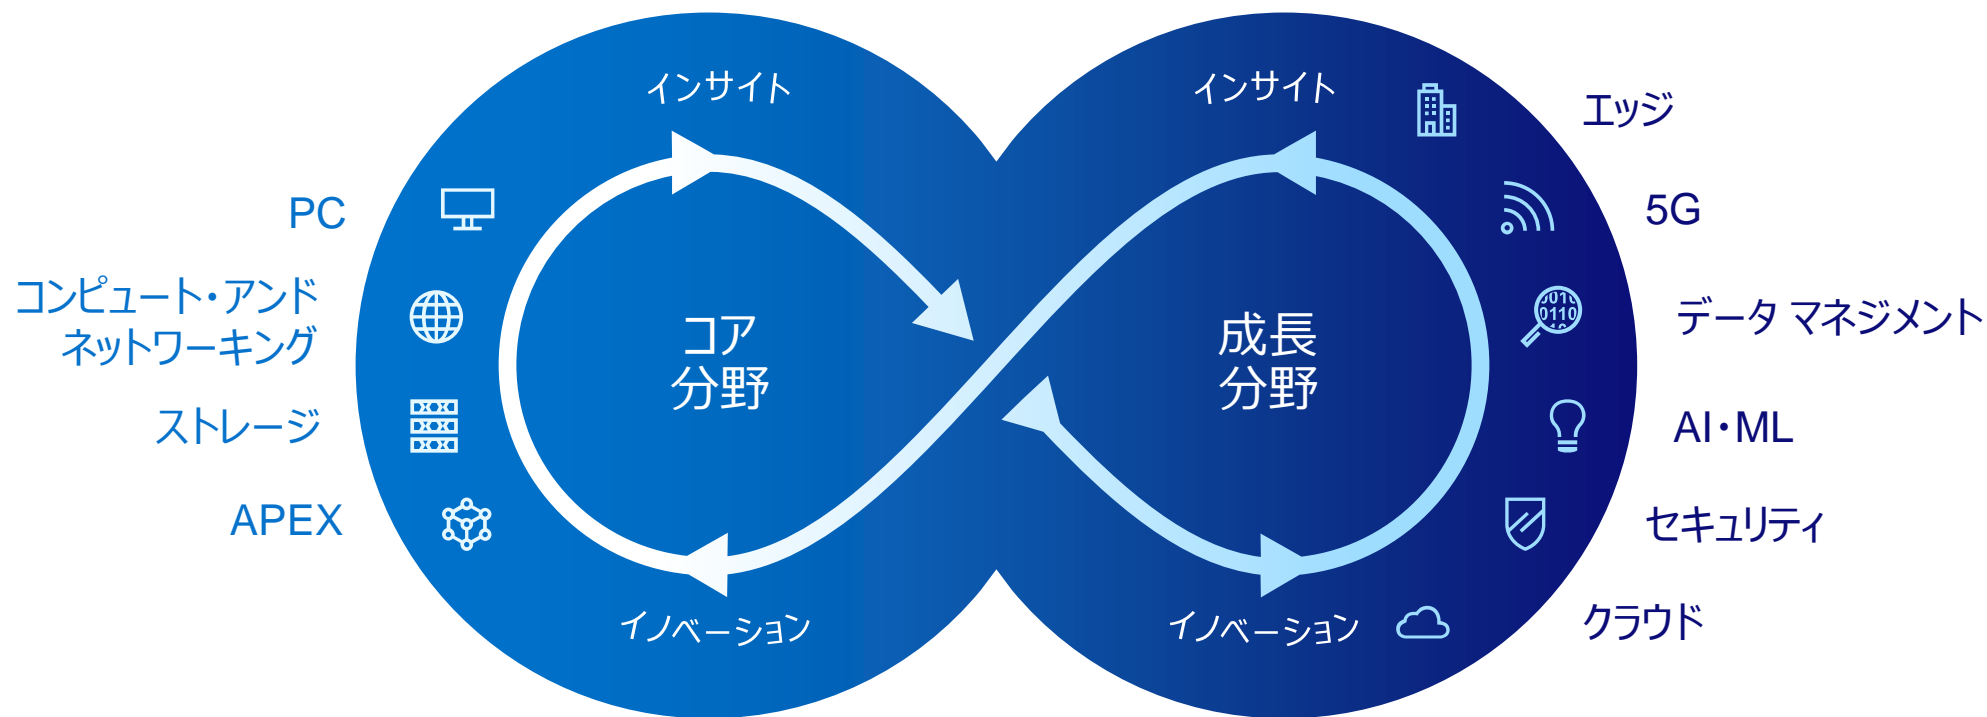 インサイト
インサイト
エッジ
PC
5G
コンピュート・アンド
ネットワーキング
データ マネジメント
コア
分野
成長
分野
ストレージ
AI・ML
APEX
セキュリティ
イノベーション
イノベーション
クラウド